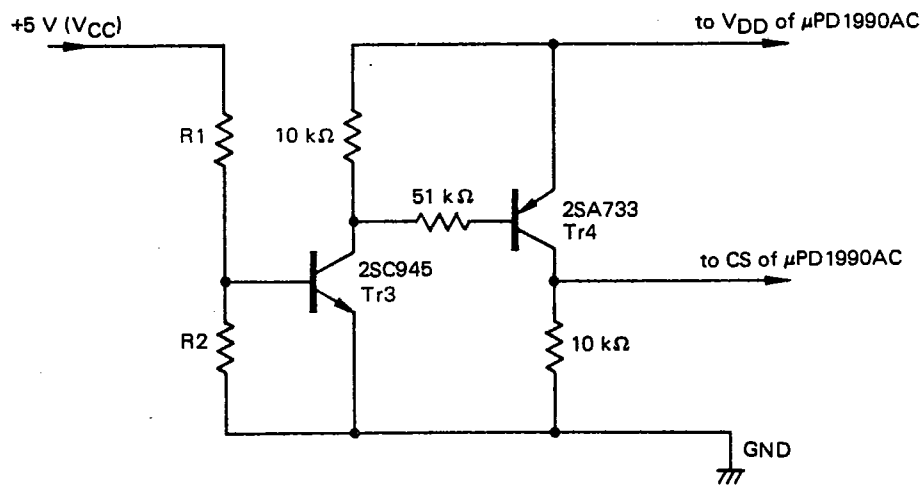 +5 V (VCC)
to VDD of μPD1990AC
R1
10 kΩ
51 kΩ
2SA733
Tr4
2SC945
Tr3
to CS of μPD1990AC
R2
10 kΩ
GND